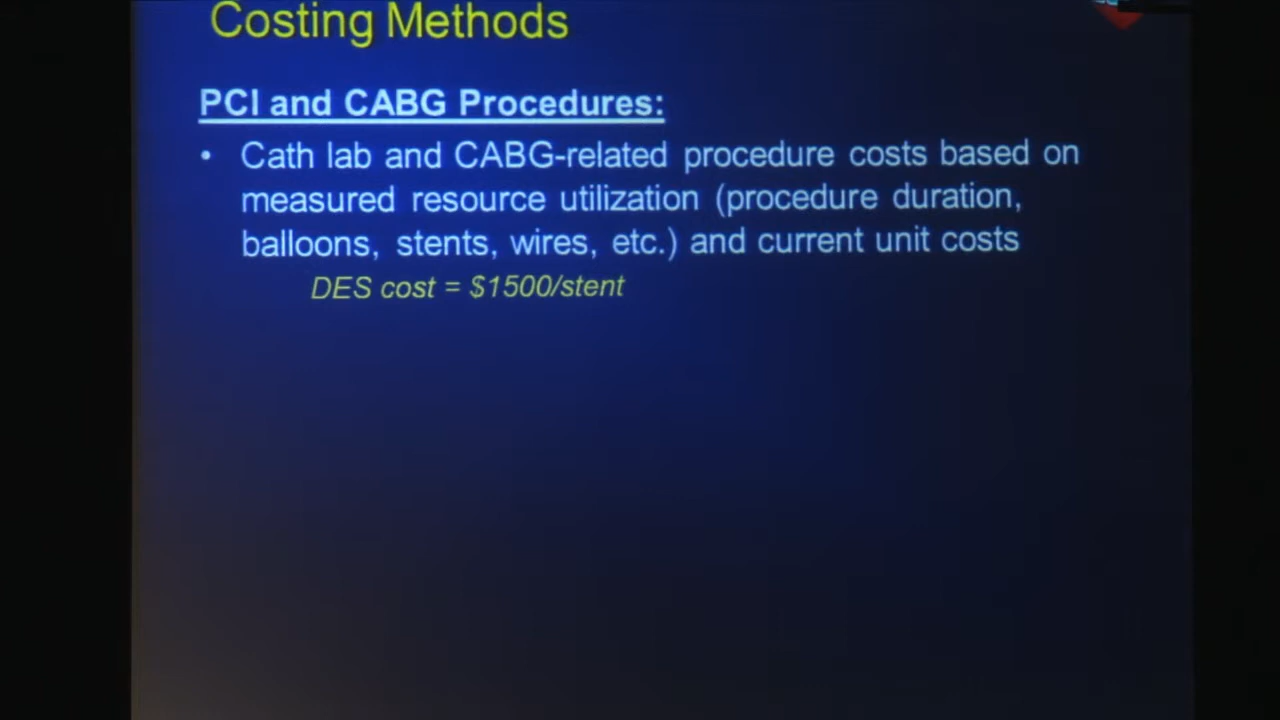 Costing Methods
PCI and CABG Procedures:
• Cath lab and CABG-related procedure costs based on
measured resource utilization (procedure duration,
balloons, stents, wires, etc.) and current unit costs
DES cost = $1500/stent